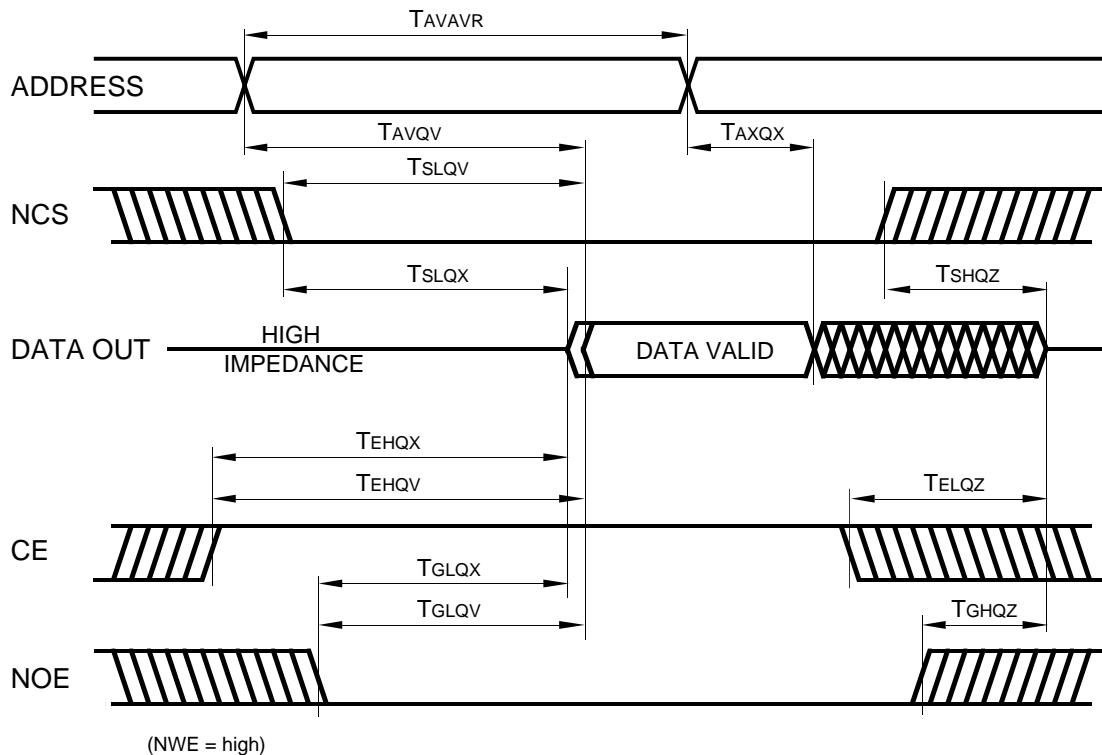 TAVAVR
ADDRESS
TAVQV
TAXQX
TSLQV
NCS
TSLQX
TSHQZ
DATA OUT
HIGH
IMPEDANCE
DATA VALID
TEHQX
TEHQV
TELQZ
CE
TGLQX
TGLQV
TGHQZ
NOE
(NWE = high)